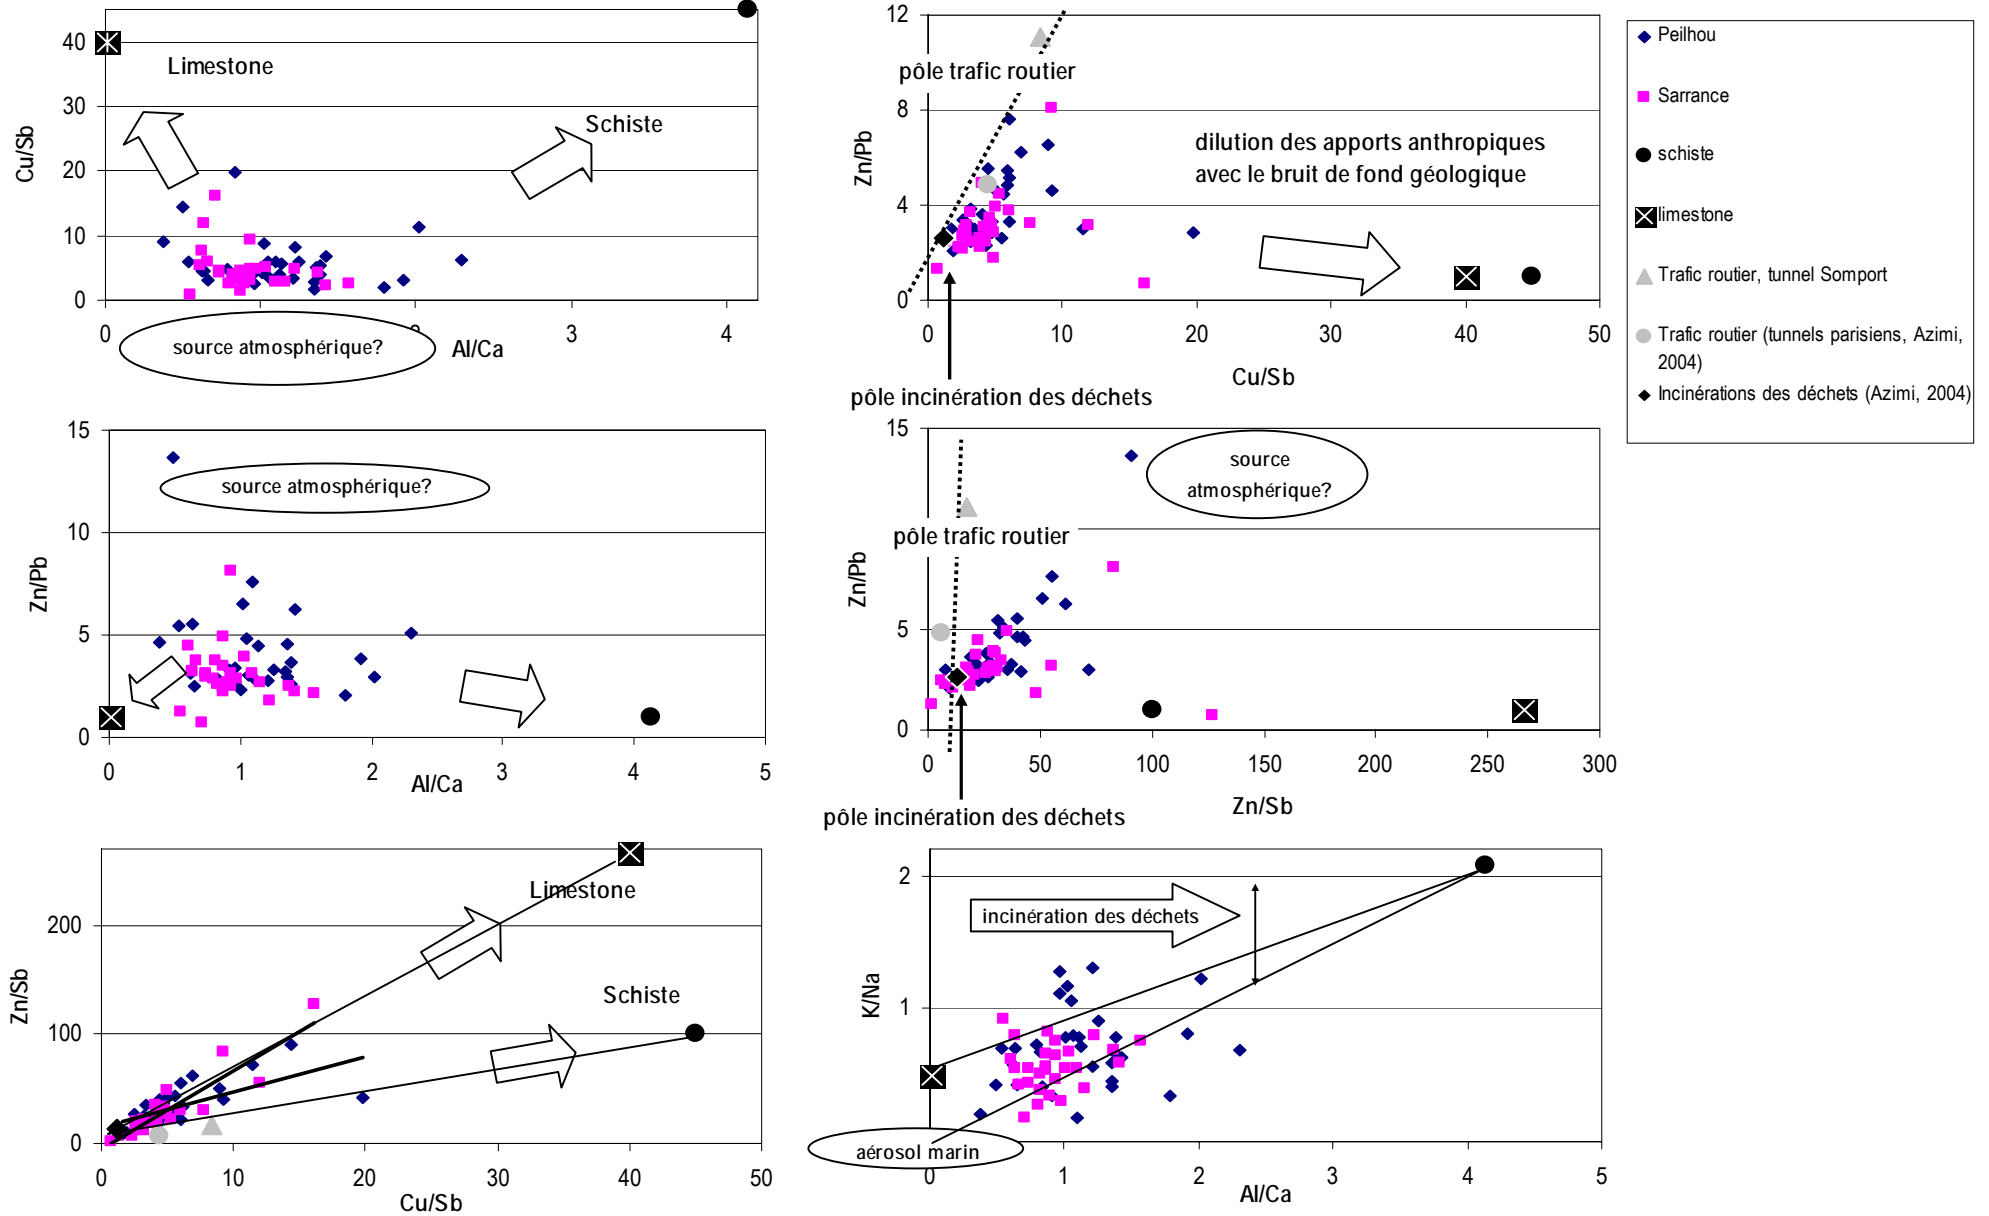 40
30
20
10
0
Cu/Sb
Limestone
Schiste
0
2
3
4
source atmosphérique?
Al/Ca
12
8
4
0
Zn/Pb
pôle trafic routier
dilution des apports anthropiques
avec le bruit de fond géologique
0
10
20
30
40
50
Cu/Sb
pôle incinération des déchets
Peilhou
Sarrance
schiste
limestone
Trafic routier, tunnel Somport
Trafic routier (tunnels parisiens, Azimi,
2004)
Incinérations des déchets (Azimi, 2004)
15
10
5
0
Zn/Pb
source atmosphérique?
0
1
2
3
4
5
Al/Ca
15
5
0
Zn/Pb
source
atmosphérique?
pôle trafic routier
0
50
100
150
200
250
300
Zn/Sb
pôle incinération des déchets
200
100
0
Zn/Sb
Limestone
Schiste
0
10
20
30
40
50
Cu/Sb
2
1
K/Na
incinération des déchets
aérosol marin
0
1
2
3
4
5
Al/Ca